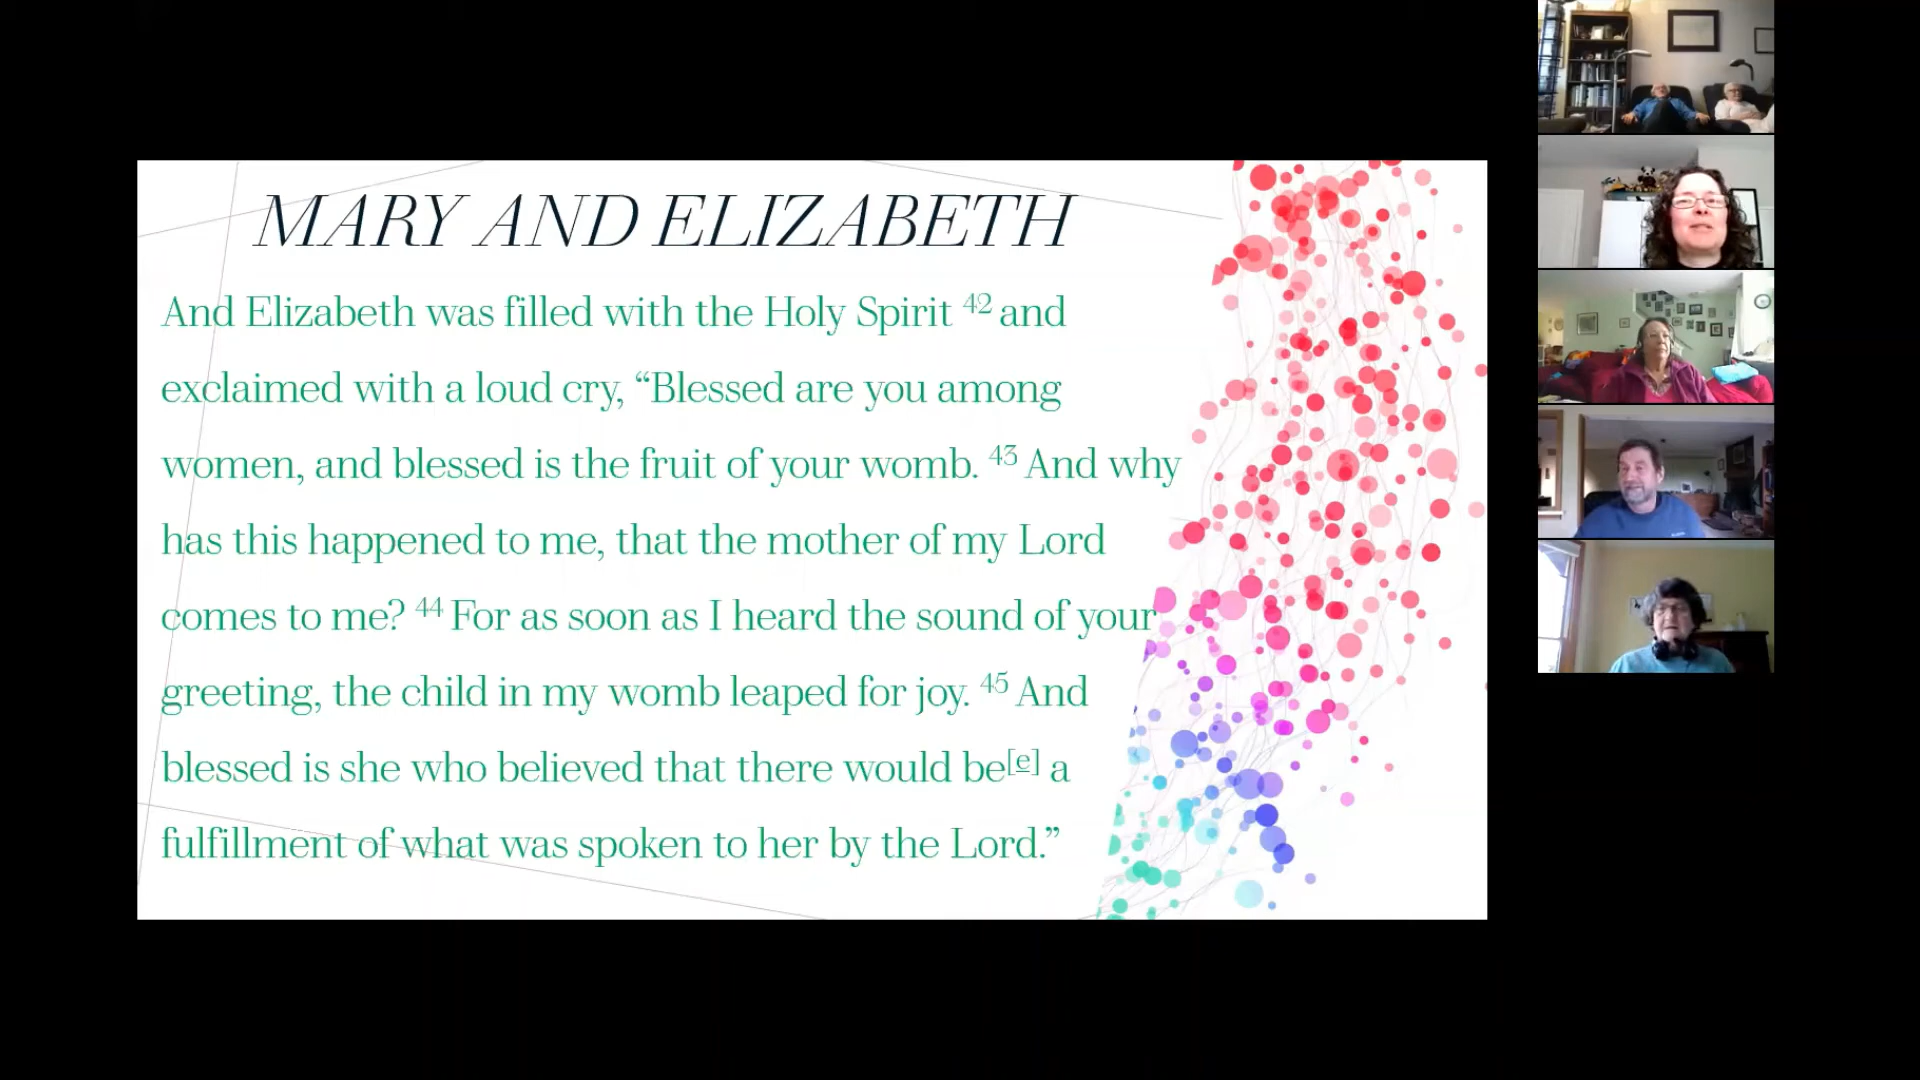 MARY AND ELIZABETH
And Elizabeth was filled with the Holy Spirit 42 and
exclaimed with a loud cry, “Blessed are you among
women, and blessed is the fruit of your womb. 43 And why
has this happened to me, that the mother of my Lord
comes to me? 44 For as soon as I heard the sound of your
greeting, the child in my womb leaped for joy. 45 And
blessed is she who believed that there would be[e] a
fulfillment of what was spoken to her by the Lord.”